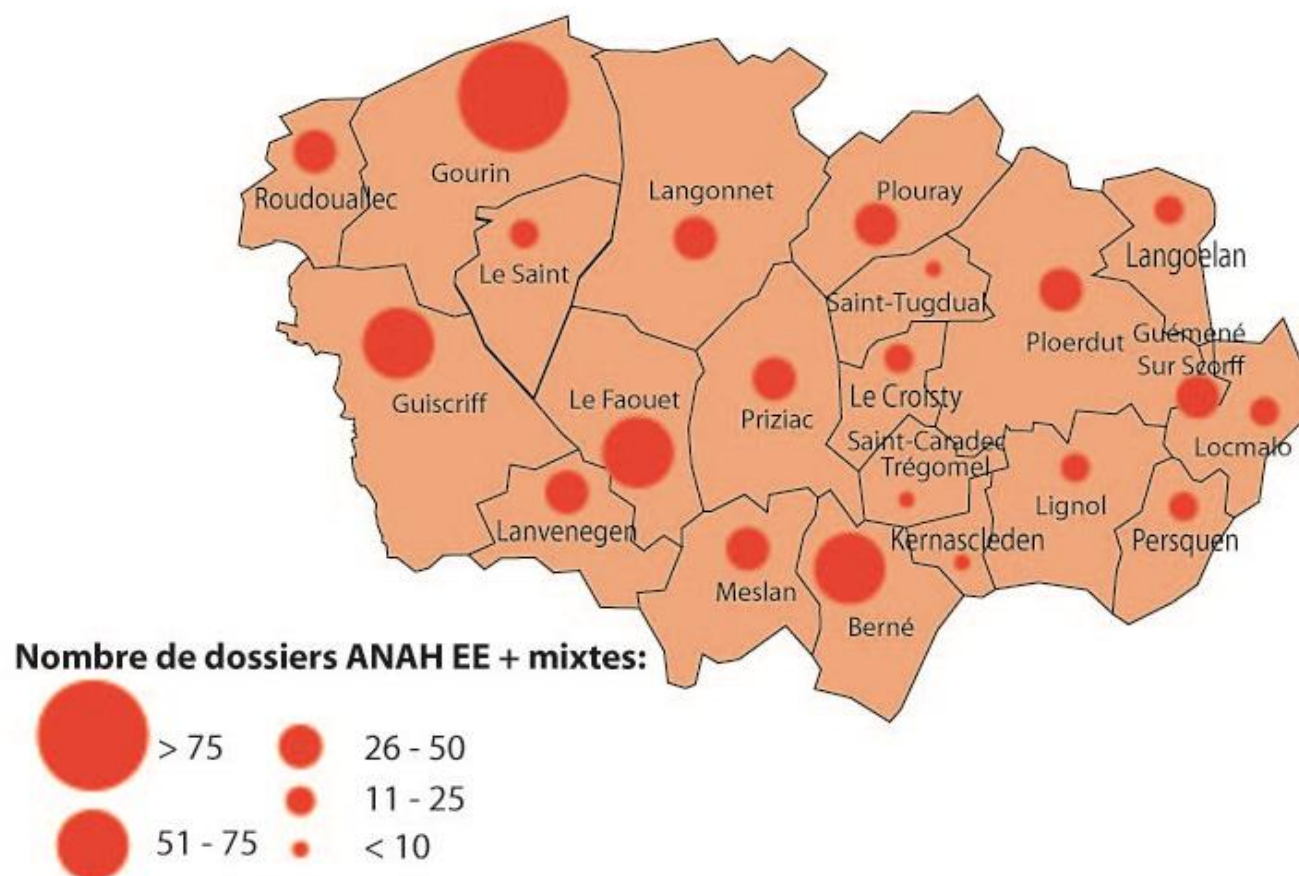 Gourin
Roudouallec
Langonnet
Plouray
Le Saint
Langoelan
Saint-Tugdual
Ploerdut
Guémené
Sur Scorff
Guiscriff
Le Faouet
Priziac
Le Croisty
Saint-Caradec
Trégomel
Locmalo
Lignol
Lanvenegen
Kernascleden
Persquen
Meslan
Berné
Nombre de dossiers ANAH EE + mixtes:
> 75
26 - 50
11 - 25
51 - 75
< 10